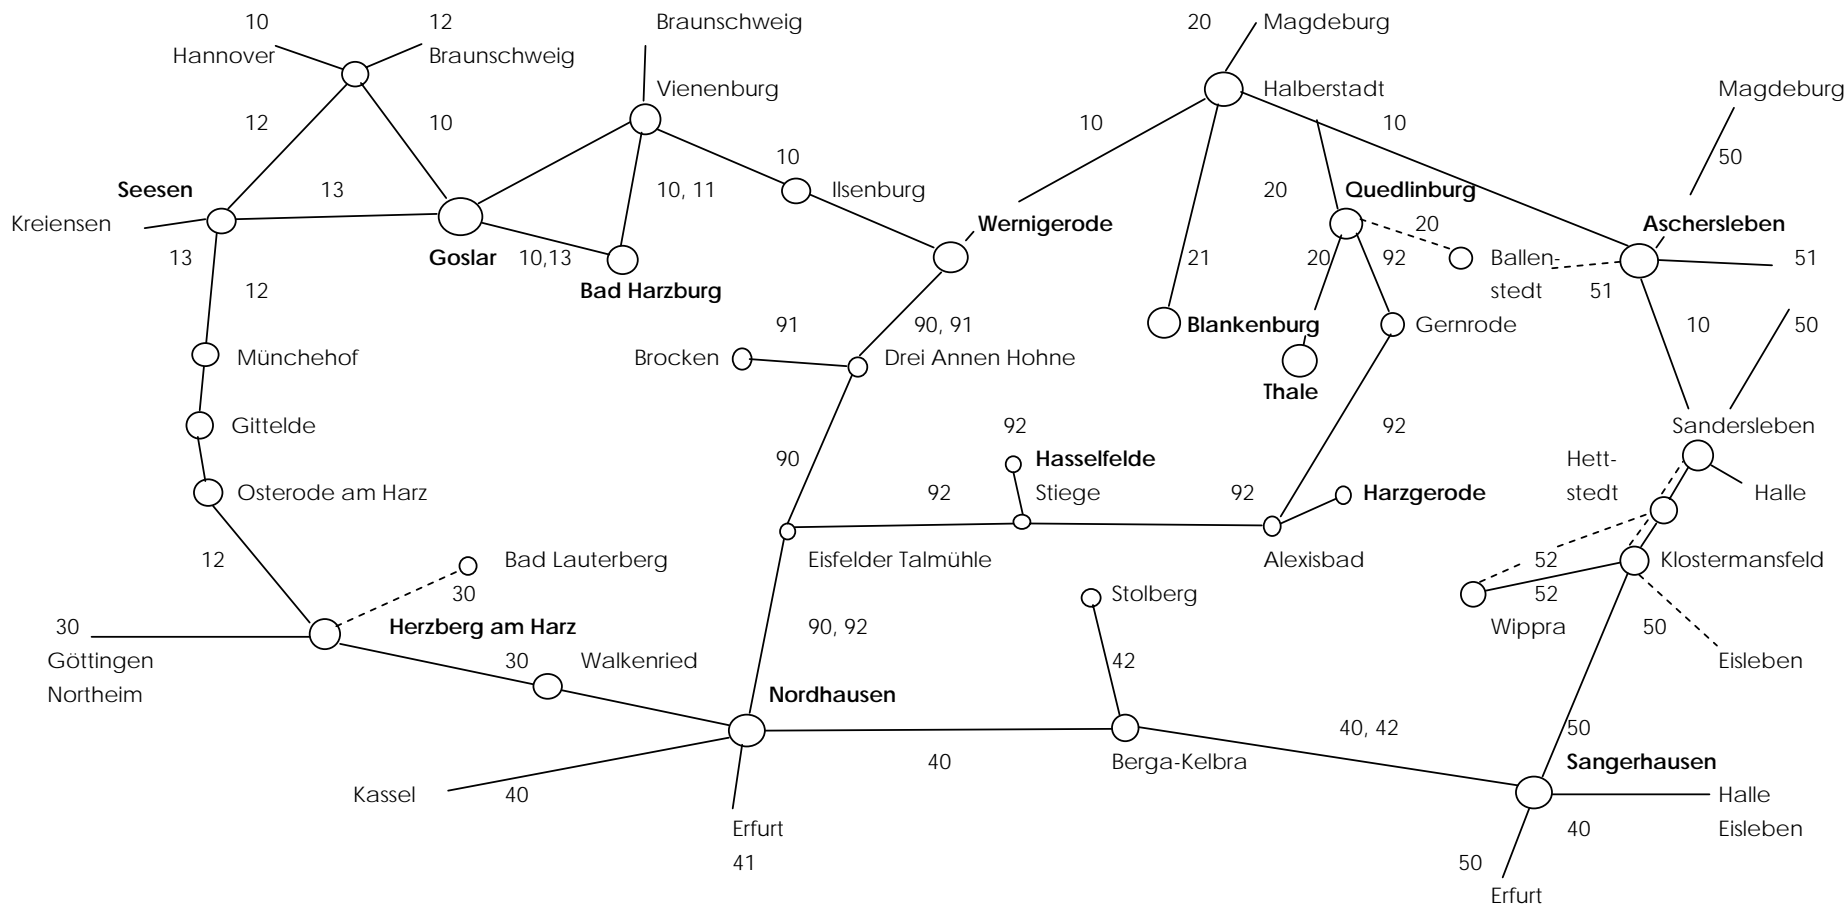 10
12
Braunschweig
20
Magdeburg
Hannover
Braunschweig
Vienenburg
Halberstadt
Magdeburg
12
10
10
10
10
50
Seesen
13
10, 11
Ilsenburg
20
Quedlinburg
Kreiensen
Wernigerode
20
Aschersleben
13
Goslar
10,13
21
20
92
Ballen-
stedt
51
51
12
Bad Harzburg
91
90, 91
Blankenburg
Gernrode
10
50
Münchehof
Brocken
Drei Annen Hohne
Thale
Gittelde
92
92
Sandersleben
90
Hasselfelde
Hett-
stedt
Osterode am Harz
92
Stiege
92
Harzgerode
Halle
12
Bad Lauterberg
Eisfelder Talmühle
Alexisbad
52
Klostermansfeld
30
Stolberg
52
30
Herzberg am Harz
90, 92
Wippra
50
Göttingen
Northeim
30
Walkenried
42
Eisleben
Nordhausen
40, 42
50
40
Berga-Kelbra
Sangerhausen
Kassel
40
Halle
Eisleben
Erfurt
41
40
50
Erfurt